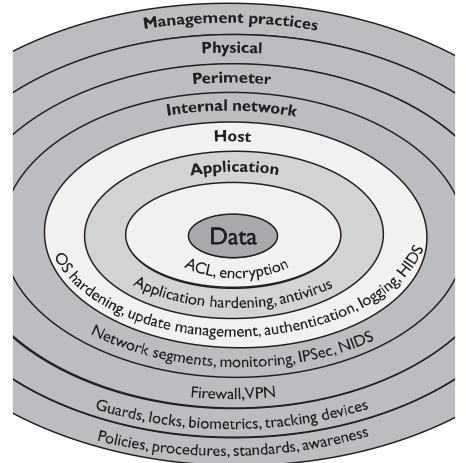 Management practices
Physical
Perimeter
Internal network
Host
Application
Data
ACL, encryption
Application hardening, antivirus
OS hardening, update management, authentication, logging, HIDS
Network segments, monitoring, IPSec, NIDS
Firewall, VPN
Guards, locks, biometrics, tracking devices
Policies, procedures, standards, awareness